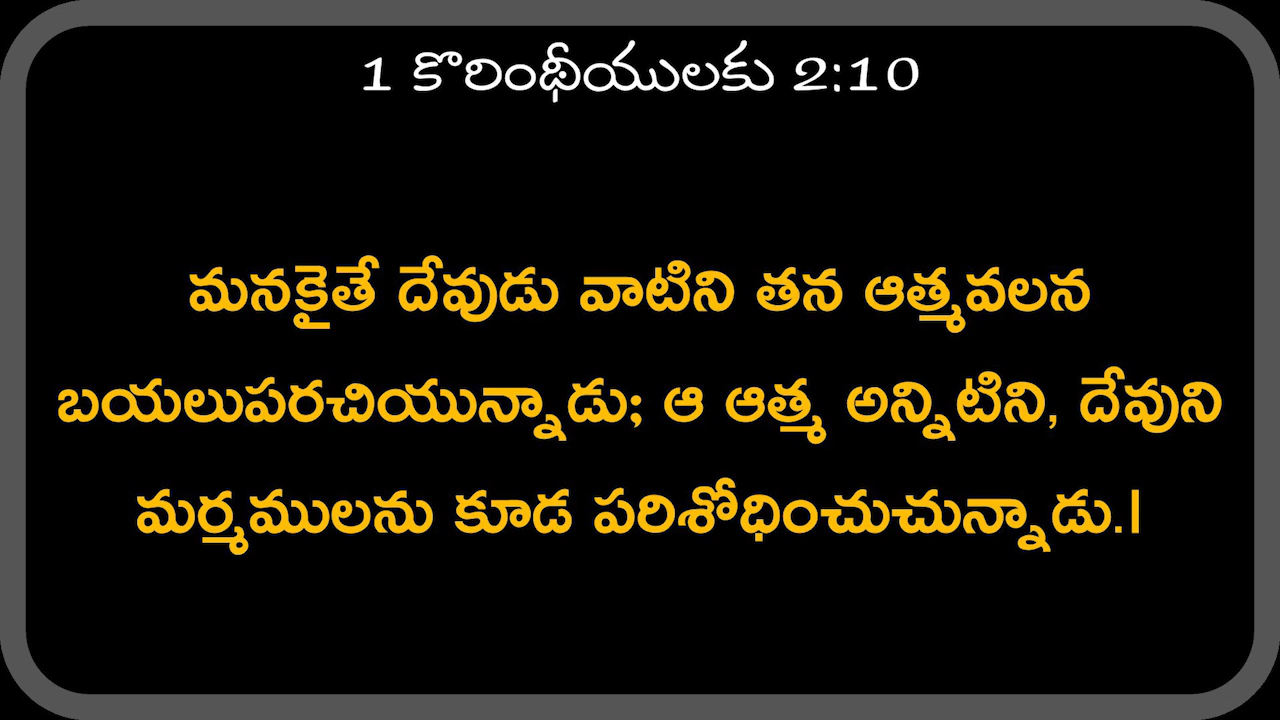 1 కొరింథీయులకు 2:10
మనకైతే దేవుడు వాటిని తన ఆత్మవలన
బయలుపరచియున్నాడు; ఆ ఆత్మ అన్నిటిని, దేవుని
మర్మములను కూడ పరిశోధించుచున్నాడు.|